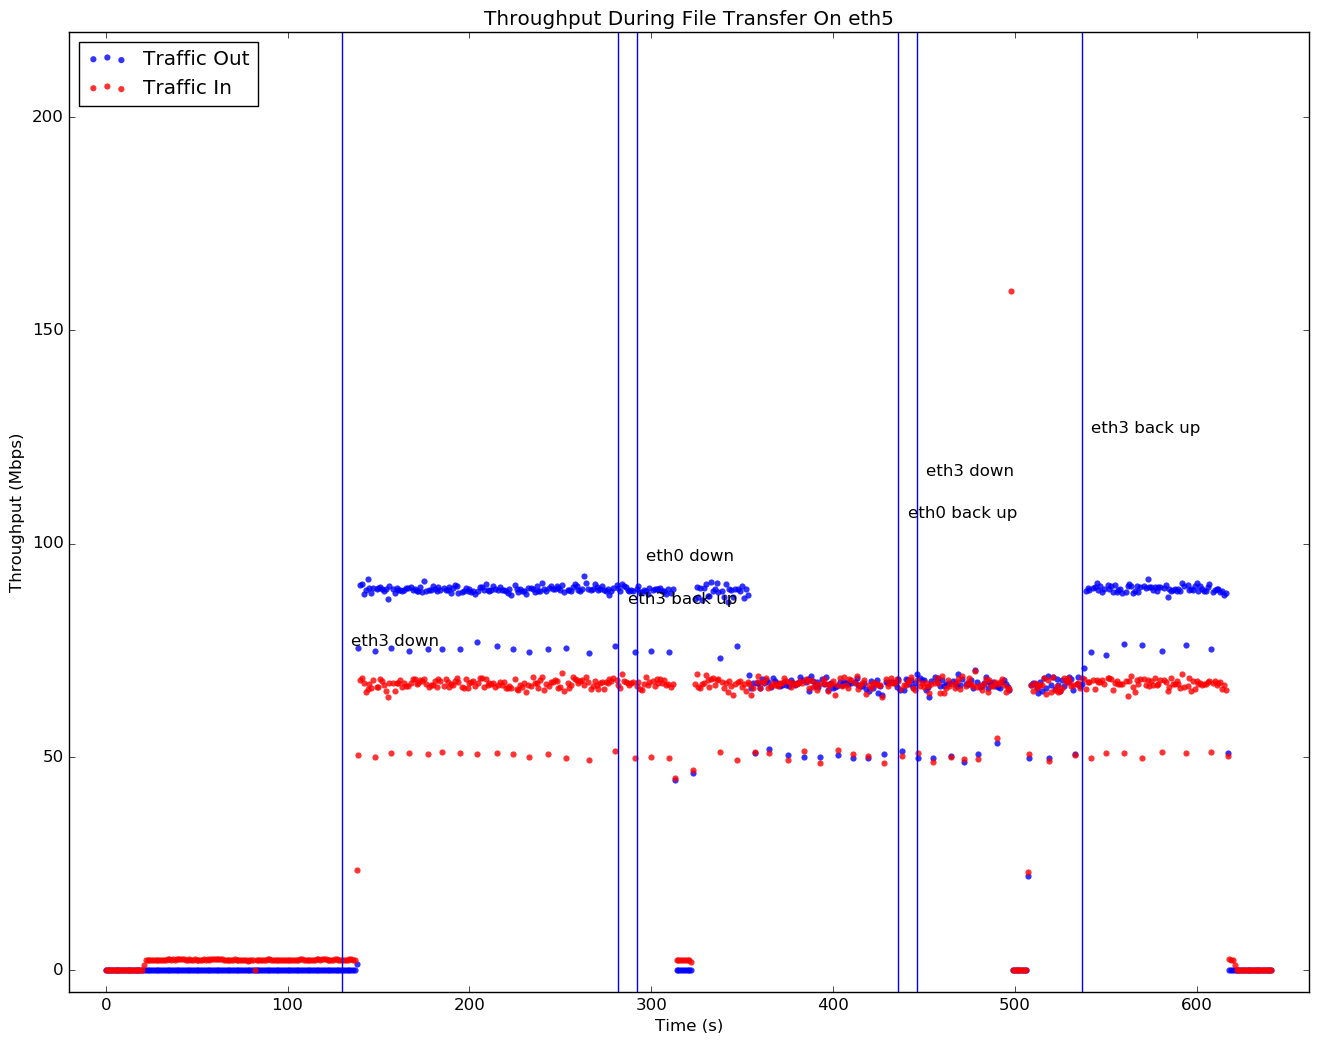 Throughput During File Transfer On eth5
Traffic Out
Traffic In
200
150
100
50
0
Throughput (Mbps)
eth3 back up
eth3 down
eth0 back up
eth0 down
eth3 back up
eth3 down
0 100 200 300 400 500 600
Time (s)